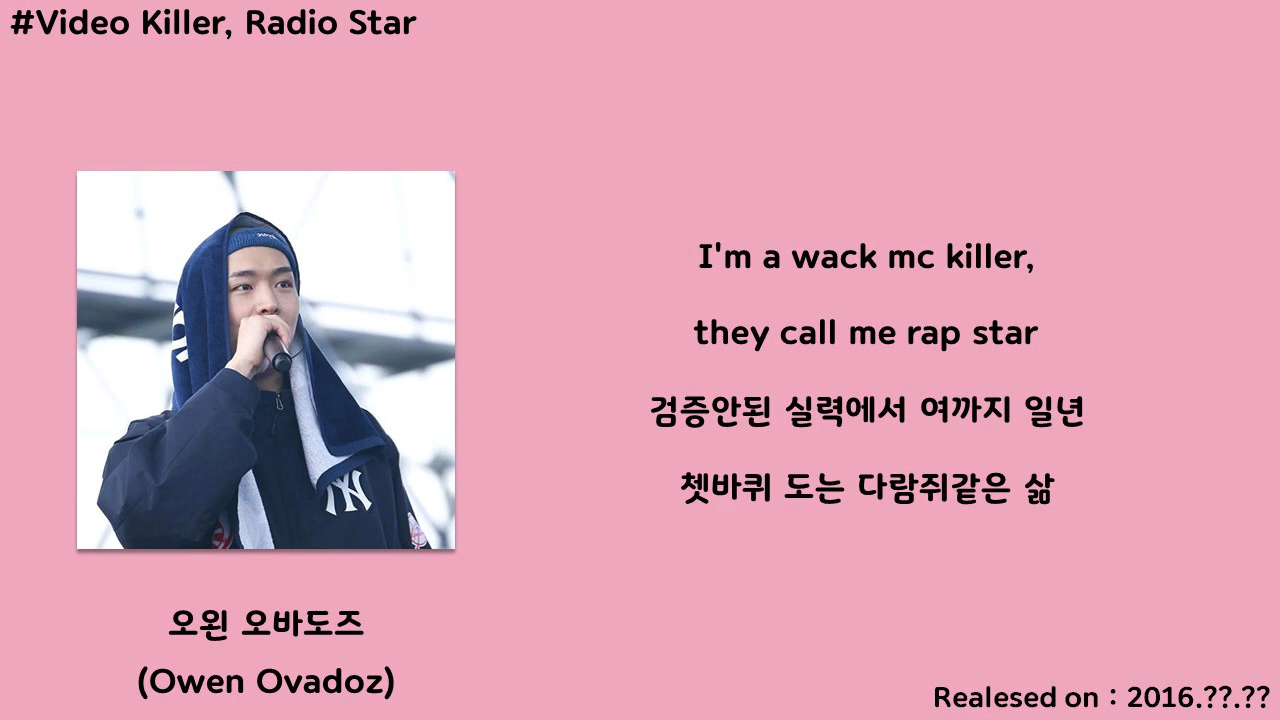 #Video Killer, Radio Star
I'm a wack mc killer,
they call me rap star
검증안된 실력에서 여까지 일년
쳇바퀴 도는 다람쥐같은 삶
오왼 오바도즈
(Owen Ovadoz)
Realesed on : 2016.??.??